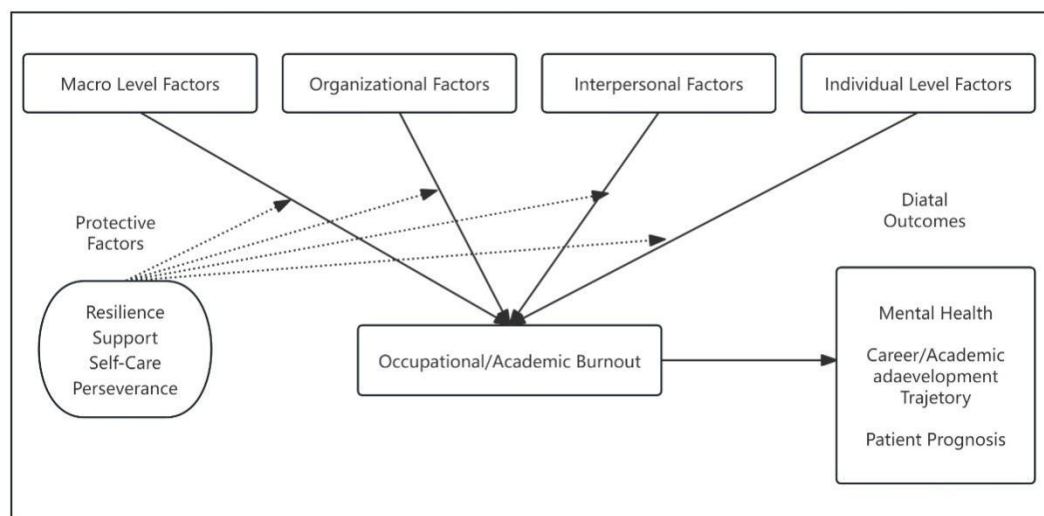 Macro Level Factors
Organizational Factors
Interpersonal Factors
Individual Level Factors
Protective
Factors
Diatal
Outcomes
Resilience
Support
Self-Care
Perseverance
Occupational/Academic Burnout
Mental Health
Career/Academic
adaevelopment
Trajetory
Patient Prognosis